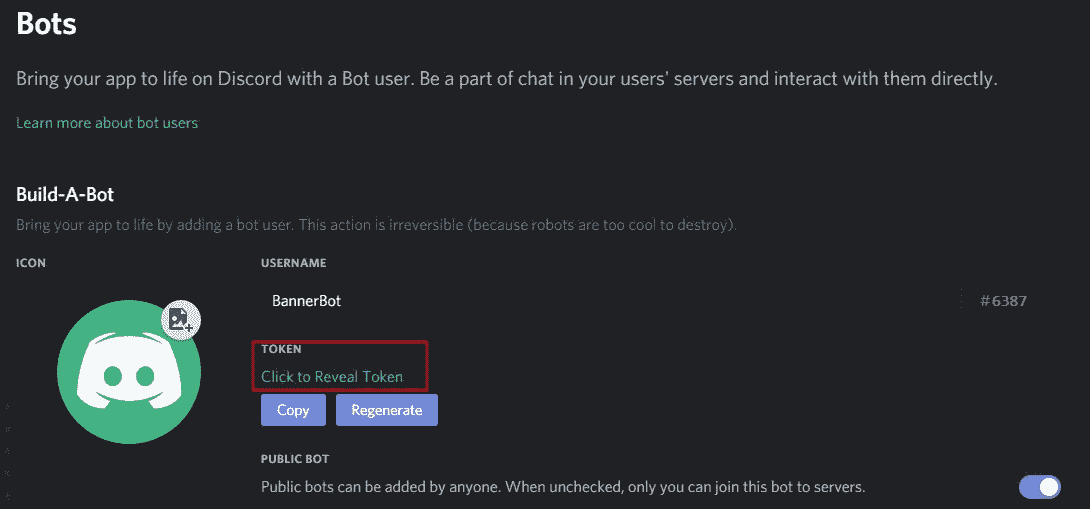 Bots
Bring your app to life on Discord with a Bot user. Be a part of chat in your users' servers and interact with them directly.
Learn more about bot users
Build-A-Bot
Bring your app to life by adding a bot user. This action is irreversible (because robots are too cool to destroy).
ICON
USERNAME
BannerBot
#6387
TOKEN
Click to Reveal Token
Copy
Regenerate
PUBLIC BOT
Public bots can be added by anyone. When unchecked, only you can join this bot to servers.